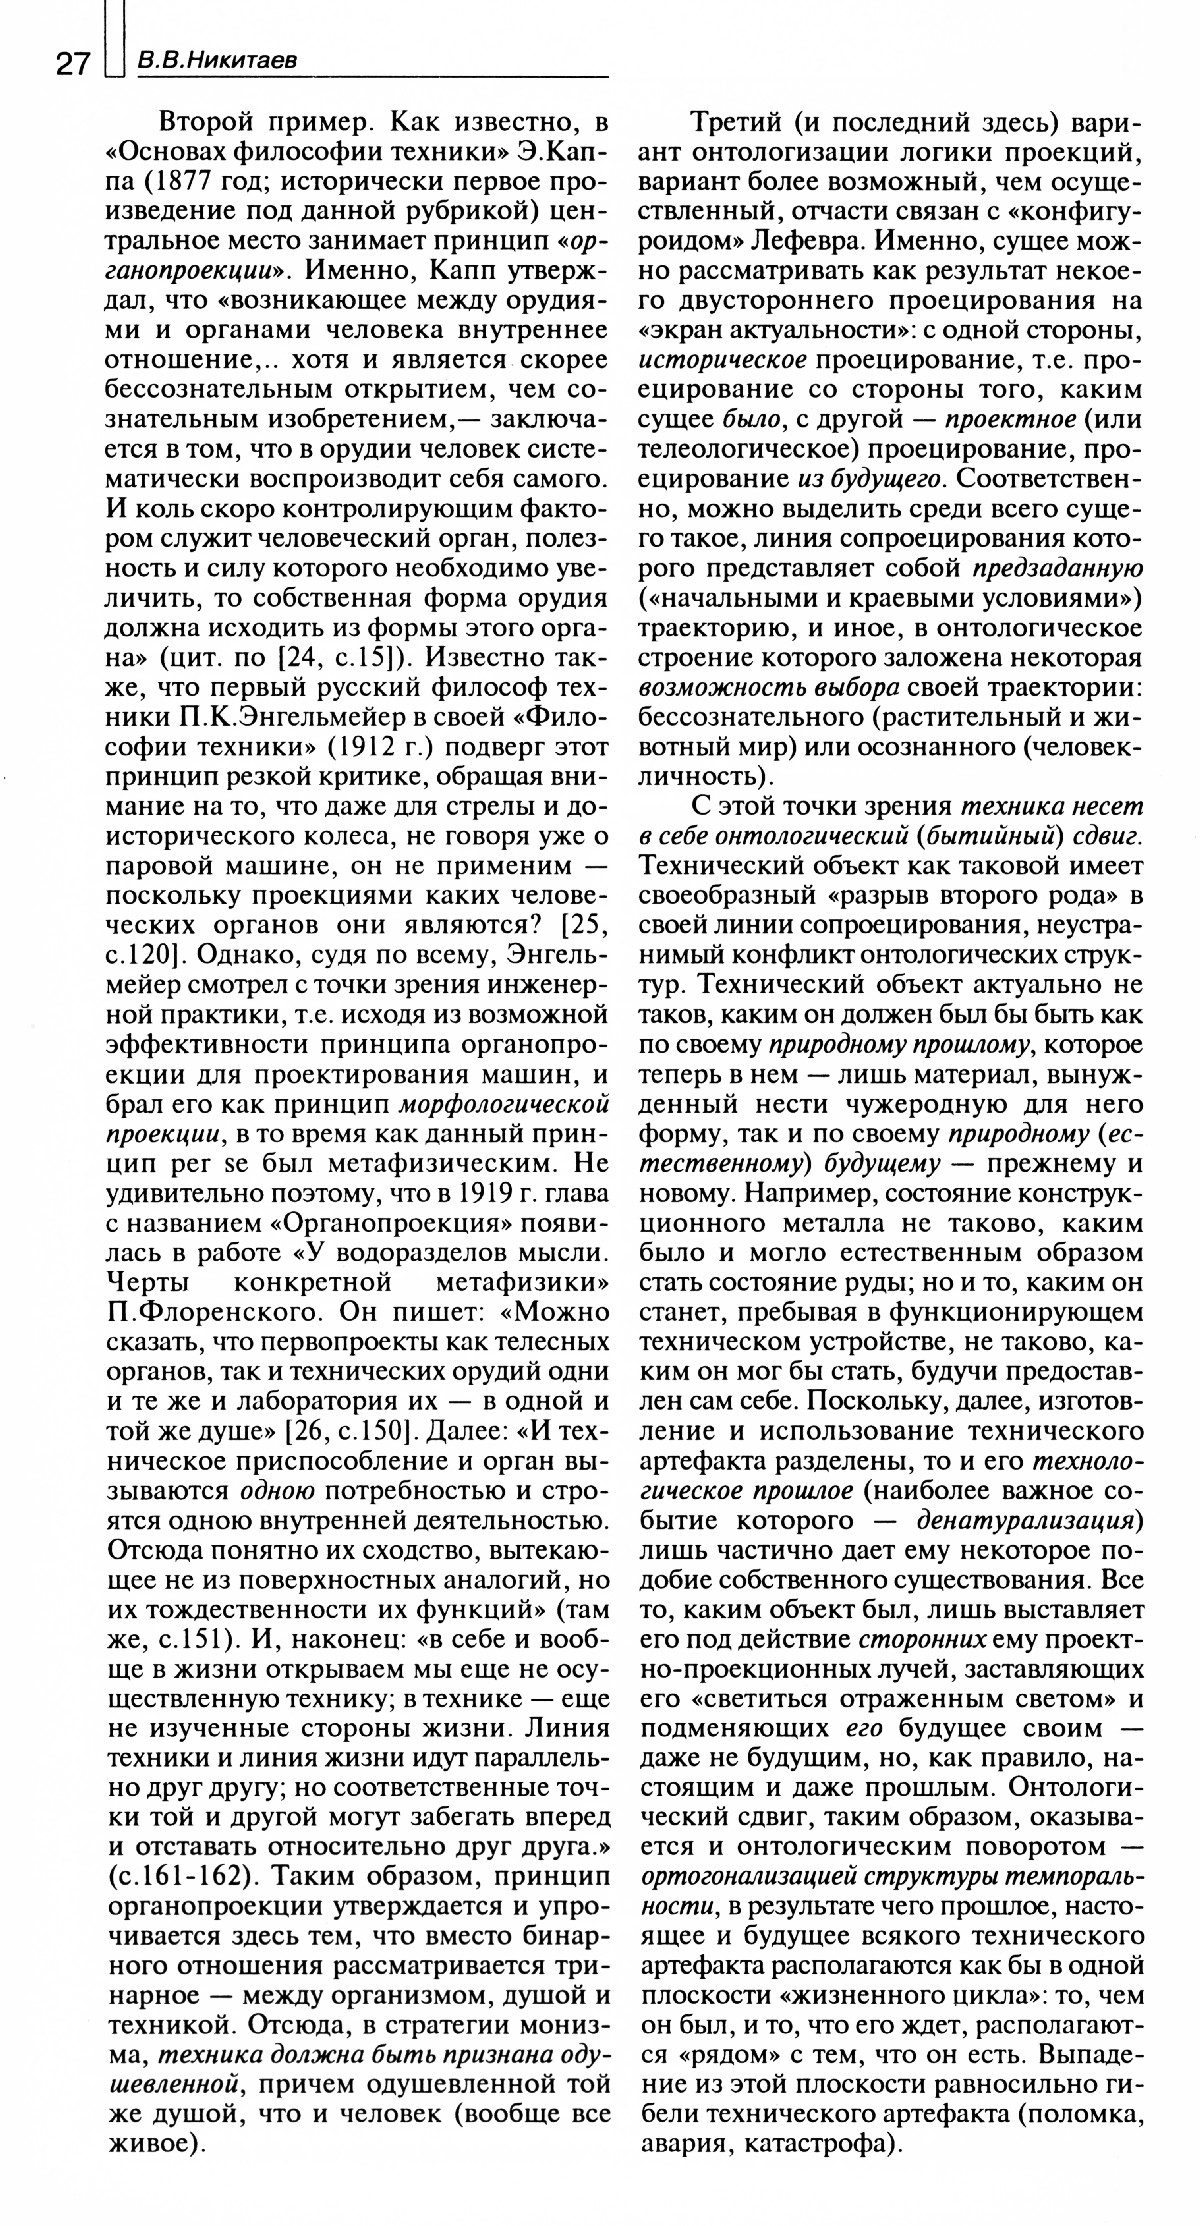 27
В.В.Никитаев
Второй пример. Как известно, в
«Основах философии техники» Э.Кап-
па (1877 год; исторически первое про-
изведение под данной рубрикой) цен-
тральное место занимает принцип «ор-
ганопроекции». Именно, Капп утверж-
дал, что «возникающее между орудия-
ми и органами человека внутреннее
отношение,.. хотя и является скорее
бессознательным открытием, чем со-
знательным изобретением,— заключа-
ется в том, что в орудии человек систе-
матически воспроизводит себя самого.
И коль скоро контролирующим факто-
ром служит человеческий орган, полез-
ность и силу которого необходимо уве-
личить, то собственная форма орудия
должна исходить из формы этого орга-
на» (цит. по [24, с.15]). Известно так-
же, что первый русский философ тех-
ники П.К.Энгельмейер в своей «Фило-
софии техники» (1912 г.) подверг этот
принцип резкой критике, обращая вни-
мание на то, что даже для стрелы и до-
исторического колеса, не говоря уже о
паровой машине, он не применим —
поскольку проекциями каких челове-
ческих органов они являются? [25,
с.120]. Однако, судя по всему, Энгель-
мейер смотрел с точки зрения инженер-
ной практики, т.е. исходя из возможной
эффективности принципа органопро-
екции для проектирования машин, и
брал его как принцип морфологической
проекции, в то время как данный прин-
цип per se был метафизическим. Не
удивительно поэтому, что в 1919 г. глава
с названием «Органопроекция» появи-
лась в работе «У водоразделов мысли.
Черты конкретной метафизики»
П.Флоренского. Он пишет: «Можно
сказать, что первопроекты как телесных
органов, так и технических орудий одни
и те же и лаборатория их — в одной и
той же душе» [26, с.150]. Далее: «И тех-
ническое приспособление и орган вы-
зываются одною потребностью и стро-
ятся одною внутренней деятельностью.
Отсюда понятно их сходство, вытекаю-
щее не из поверхностных аналогий, но
их тождественности их функций» (там
же, с.151). И, наконец: «в себе и вооб-
ще в жизни открываем мы еще не осу-
ществленную технику; в технике — еще
не изученные стороны жизни. Линия
техники и линия жизни идут параллель-
но друг другу; но соответственные точ-
ки той и другой могут забегать вперед
и отставать относительно друг друга.»
(с.161-162). Таким образом, принцип
органопроекции утверждается и упро-
чивается здесь тем, что вместо бинар-
ного отношения рассматривается три-
нарное — между организмом, душой и
техникой. Отсюда, в стратегии мониз-
ма, техника должна быть признана оду-
шевленной, причем одушевленной той
же душой, что и человек (вообще все
живое).
Третий (и последний здесь) вари-
ант онтологизации логики проекций,
вариант более возможный, чем осуще-
ствленный, отчасти связан с «конфигу-
роидом» Лефевра. Именно, сущее мож-
но рассматривать как результат некое-
го двустороннего проецирования на
«экран актуальности»: с одной стороны,
историческое проецирование, т.е. про-
ецирование со стороны того, каким
сущее было, с другой — проектное (или
телеологическое) проецирование, про-
ецирование из будущего. Соответствен-
но, можно выделить среди всего суще-
го такое, линия сопроецирования кото-
рого представляет собой предзаданную
(«начальными и краевыми условиями»)
траекторию, и иное, в онтологическое
строение которого заложена некоторая
возможность выбора своей траектории:
бессознательного (растительный и жи-
вотный мир) или осознанного (человек-
личность).
С этой точки зрения техника несет
в себе онтологический (бытийный) сдвиг.
Технический объект как таковой имеет
своеобразный «разрыв второго рода» в
своей линии сопроецирования, неустра-
нимый конфликт онтологических струк-
тур. Технический объект актуально не
таков, каким он должен был бы быть как
по своему природному прошлому, которое
теперь в нем — лишь материал, вынуж-
денный нести чужеродную для него
форму, так и по своему природному (ес-
тественному) будущему — прежнему и
новому. Например, состояние конструк-
ционного металла не таково, каким
было и могло естественным образом
стать состояние руды; но и то, каким он
станет, пребывая в функционирующем
техническом устройстве, не таково, ка-
ким он мог бы стать, будучи предостав-
лен сам себе. Поскольку, далее, изготов-
ление и использование технического
артефакта разделены, то и его техноло-
гическое прошлое (наиболее важное со-
бытие которого — денатурализация)
лишь частично дает ему некоторое по-
добие собственного существования. Все
то, каким объект был, лишь выставляет
его под действие сторонних ему проект-
но-проекционных лучей, заставляющих
его «светиться отраженным светом» и
подменяющих его будущее своим —
даже не будущим, но, как правило, на-
стоящим и даже прошлым. Онтологи-
ческий сдвиг, таким образом, оказыва-
ется и онтологическим поворотом —
ортогонализацией структуры темпораль-
ности, в результате чего прошлое, насто-
ящее и будущее всякого технического
артефакта располагаются как бы в одной
плоскости «жизненного цикла»: то, чем
он был, и то, что его ждет, располагают-
ся «рядом» с тем, что он есть. Выпаде-
ние из этой плоскости равносильно ги-
бели технического артефакта (поломка,
авария, катастрофа).